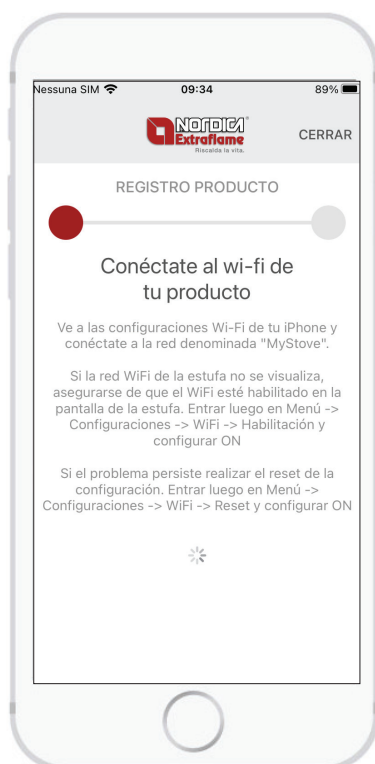 Nessuna SIM 09:34 89%
NORDICA
Extraflame
Riscalda la vita.
CERRAR
REGISTRO PRODUCTO
Conéctate al wi-fi de
tu producto
Ve a las configuraciones Wi-Fi de tu iPhone y
conéctate a la red denominada "MyStove".
Si la red WiFi de la estufa no se visualiza,
asegurarse de que el WiFi esté habilitado en la
pantalla de la estufa. Entrar luego en Menú ->
Configuraciones -> WiFi -> Habilitación y
configurar ON
Si el problema persiste realizar el reset de la
configuración. Entrar luego en Menú ->
Configuraciones -> WiFi -> Reset y configurar ON